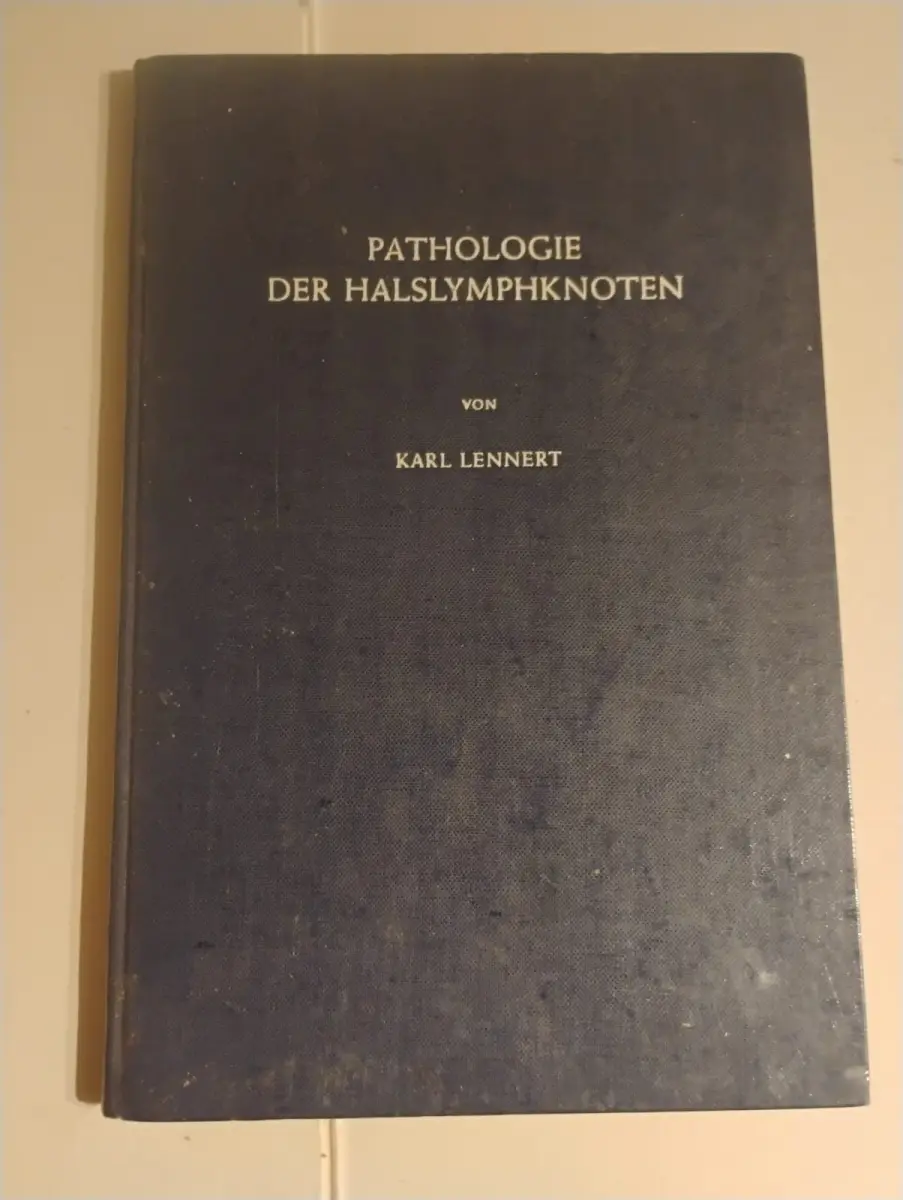 PATHOLOGIE
DER HALSLYMPHKNOTEN
VON
KARL LENNERT